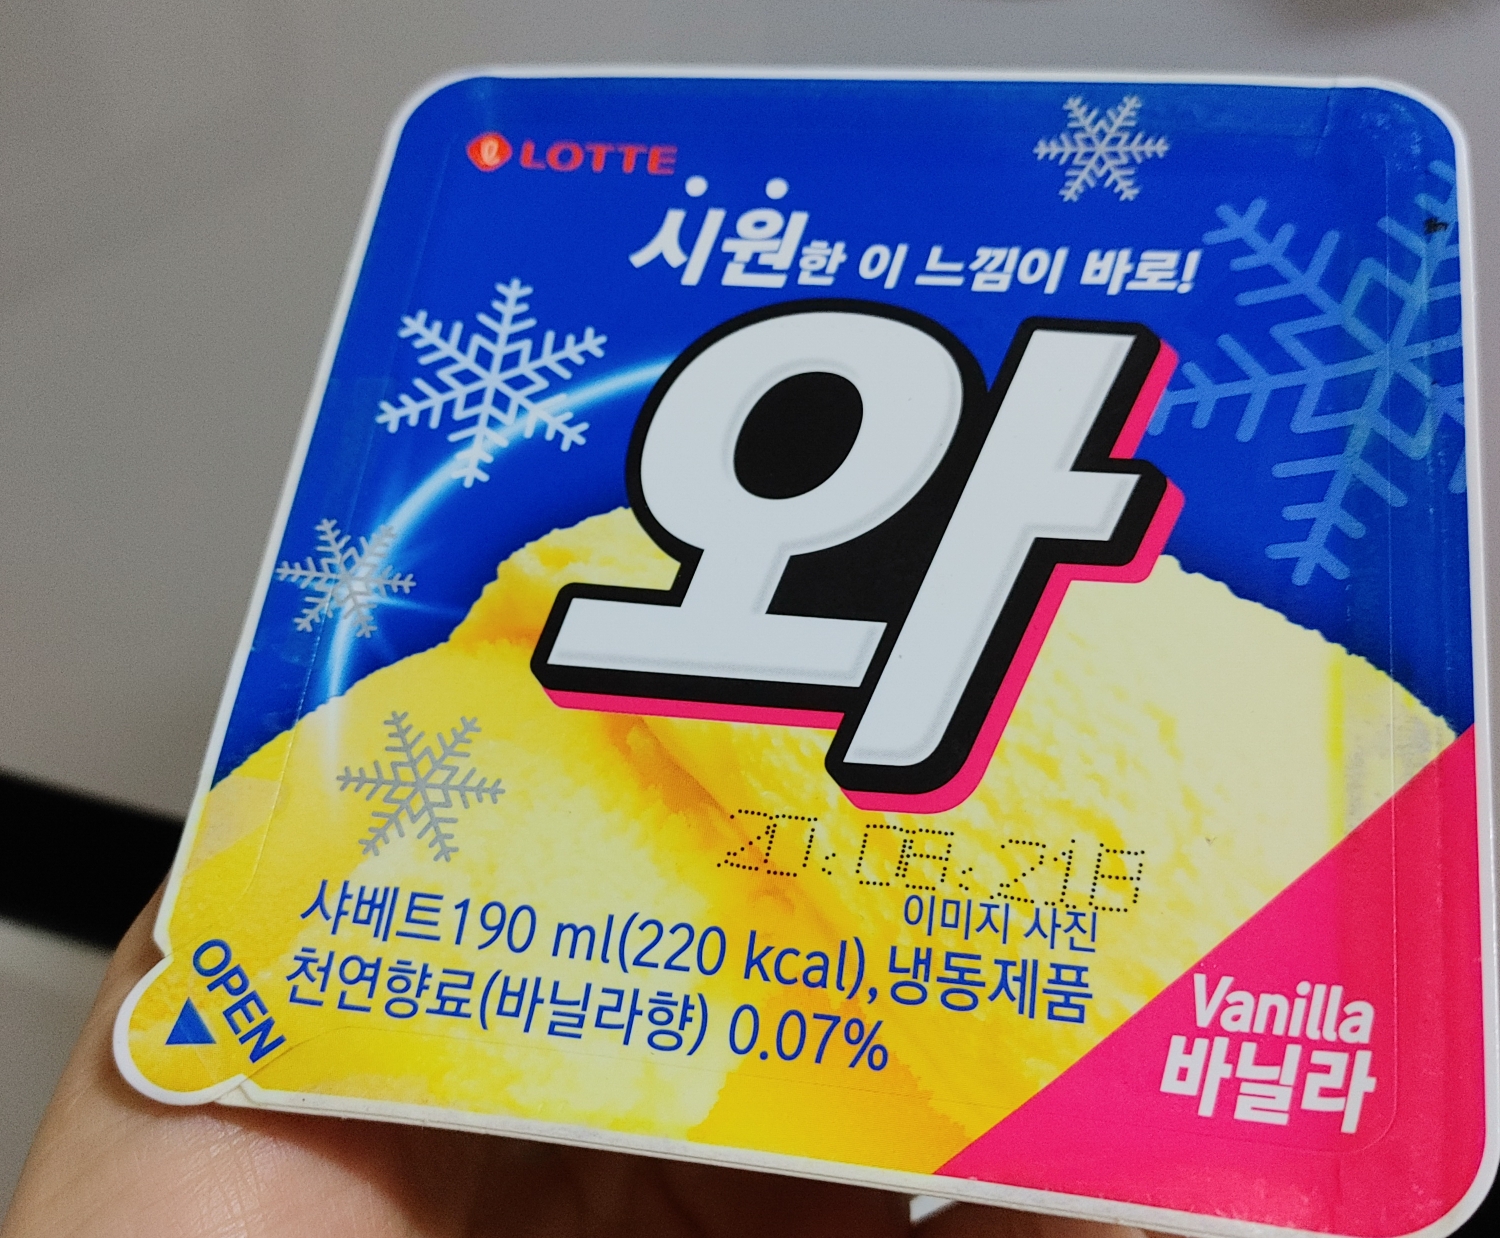 LOTTE
시원한 이 느낌이 바로!
와
20.08.21B
이미지 사진
샤베트190 ml(220 kcal),냉동제품
천연향료(바닐라향) 0.07%
OPEN
Vanilla
바닐라